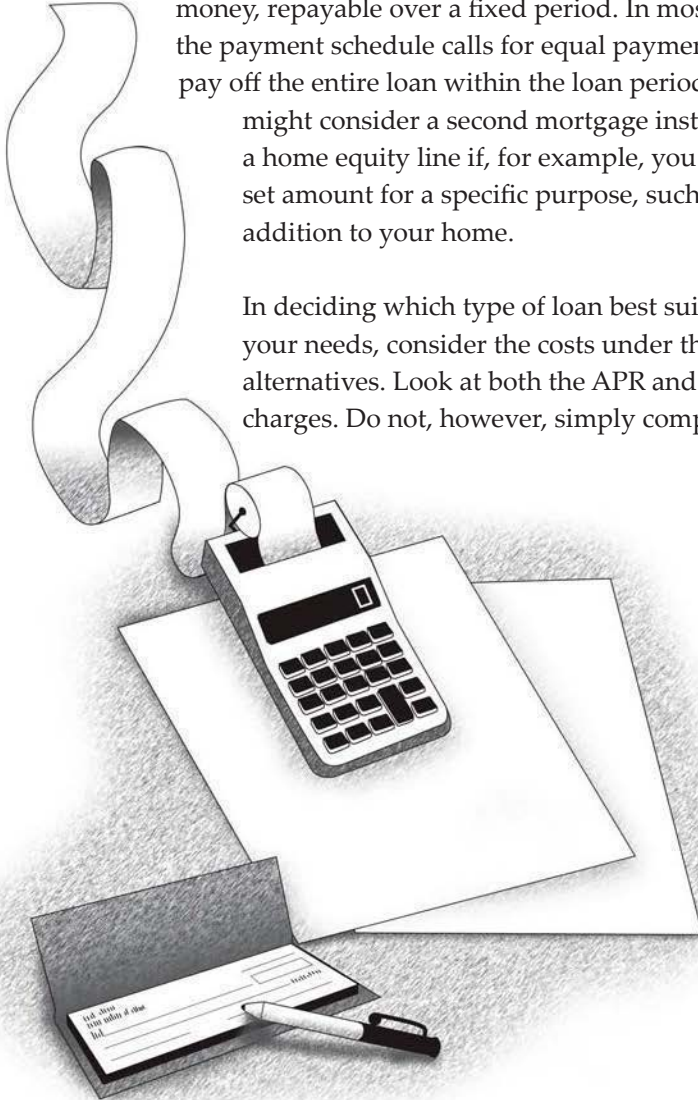 money, repayable over a fixed period. In mos
the payment schedule calls for equal paymen
pay off the entire loan within the loan period
might consider a second mortgage inst
a home equity line if, for example, you
set amount for a specific purpose, such
addition to your home.
In deciding which type of loan best sui
your needs, consider the costs under th
alternatives. Look at both the APR and
charges. Do not, however, simply comp
0